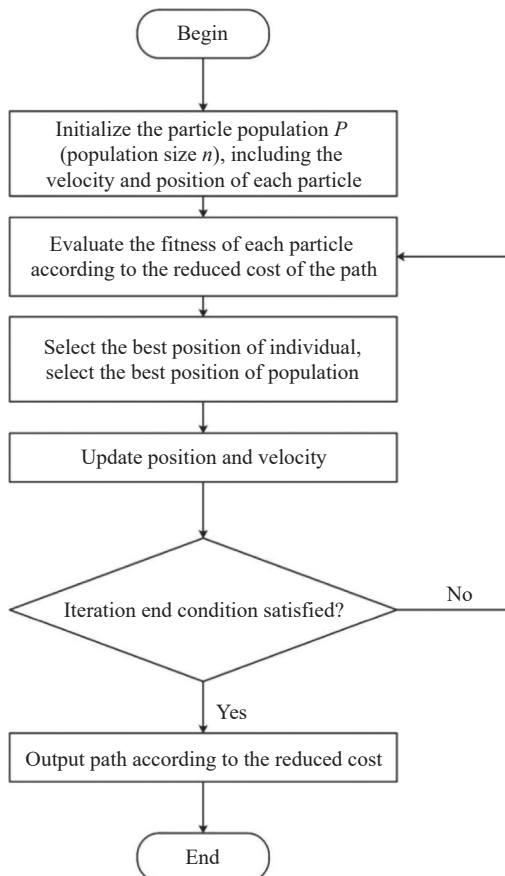 Begin
Initialize the particle population P
(population size n), including the
velocity and position of each particle
Evaluate the fitness of each particle
according to the reduced cost of the path
Select the best position of individual,
select the best position of population
Update position and velocity
Iteration end condition satisfied?
No
Yes
Output path according to the reduced cost
End